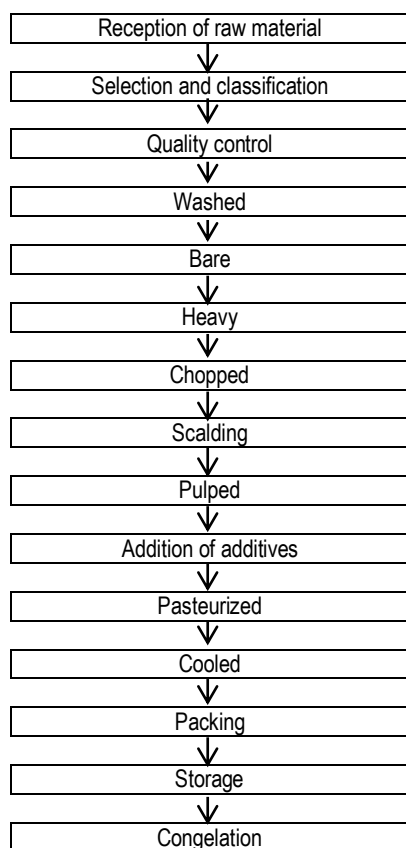 Reception of raw material
Selection and classification
Quality control
Washed
Bare
Heavy
Chopped
Scalding
Pulped
Addition of additives
Pasteurized
Cooled
Packing
Storage
Congelation